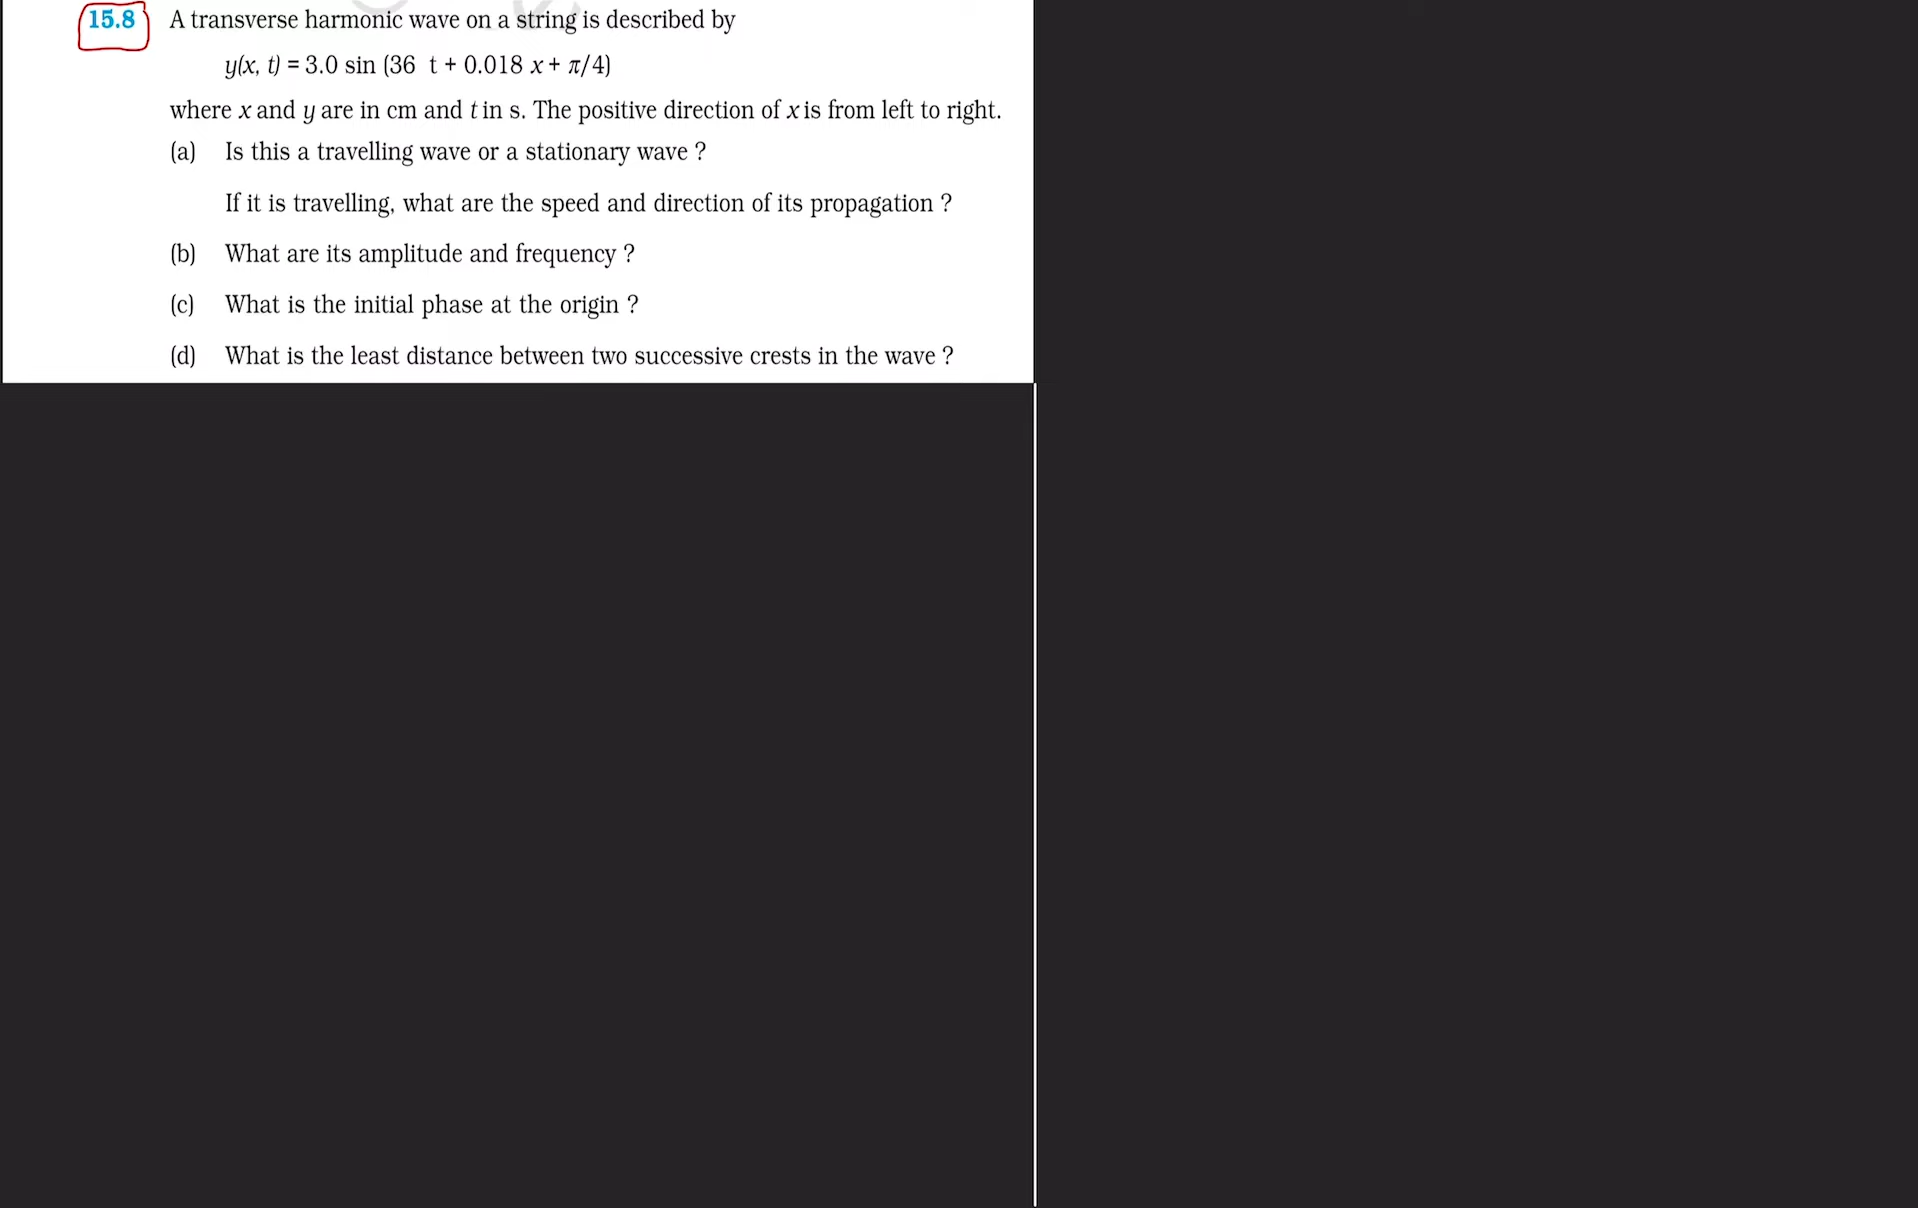 15.8 A transverse harmonic wave on a string is described by
y(x, t) = 3.0 sin (36 t + 0.018 x + π/4)
where x and y are in cm and t in s. The positive direction of x is from left to right.
(a) Is this a travelling wave or a stationary wave ?
If it is travelling, what are the speed and direction of its propagation ?
(b) What are its amplitude and frequency ?
(c) What is the initial phase at the origin ?
(d) What is the least distance between two successive crests in the wave ?